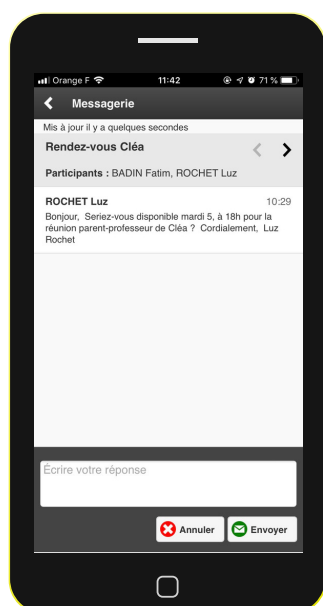 Orange F 11:42 71 %
Messagerie
Mis à jour il y a quelques secondes
Rendez-vous Cléa
Participants : BADIN Fatim, ROCHET Luz
ROCHET Luz 10:29
Bonjour, Seriez-vous disponible mardi 5, à 18h pour la
réunion parent-professeur de Cléa ? Cordialement, Luz
Rochet
Écrire votre réponse
Annuler Envoyer